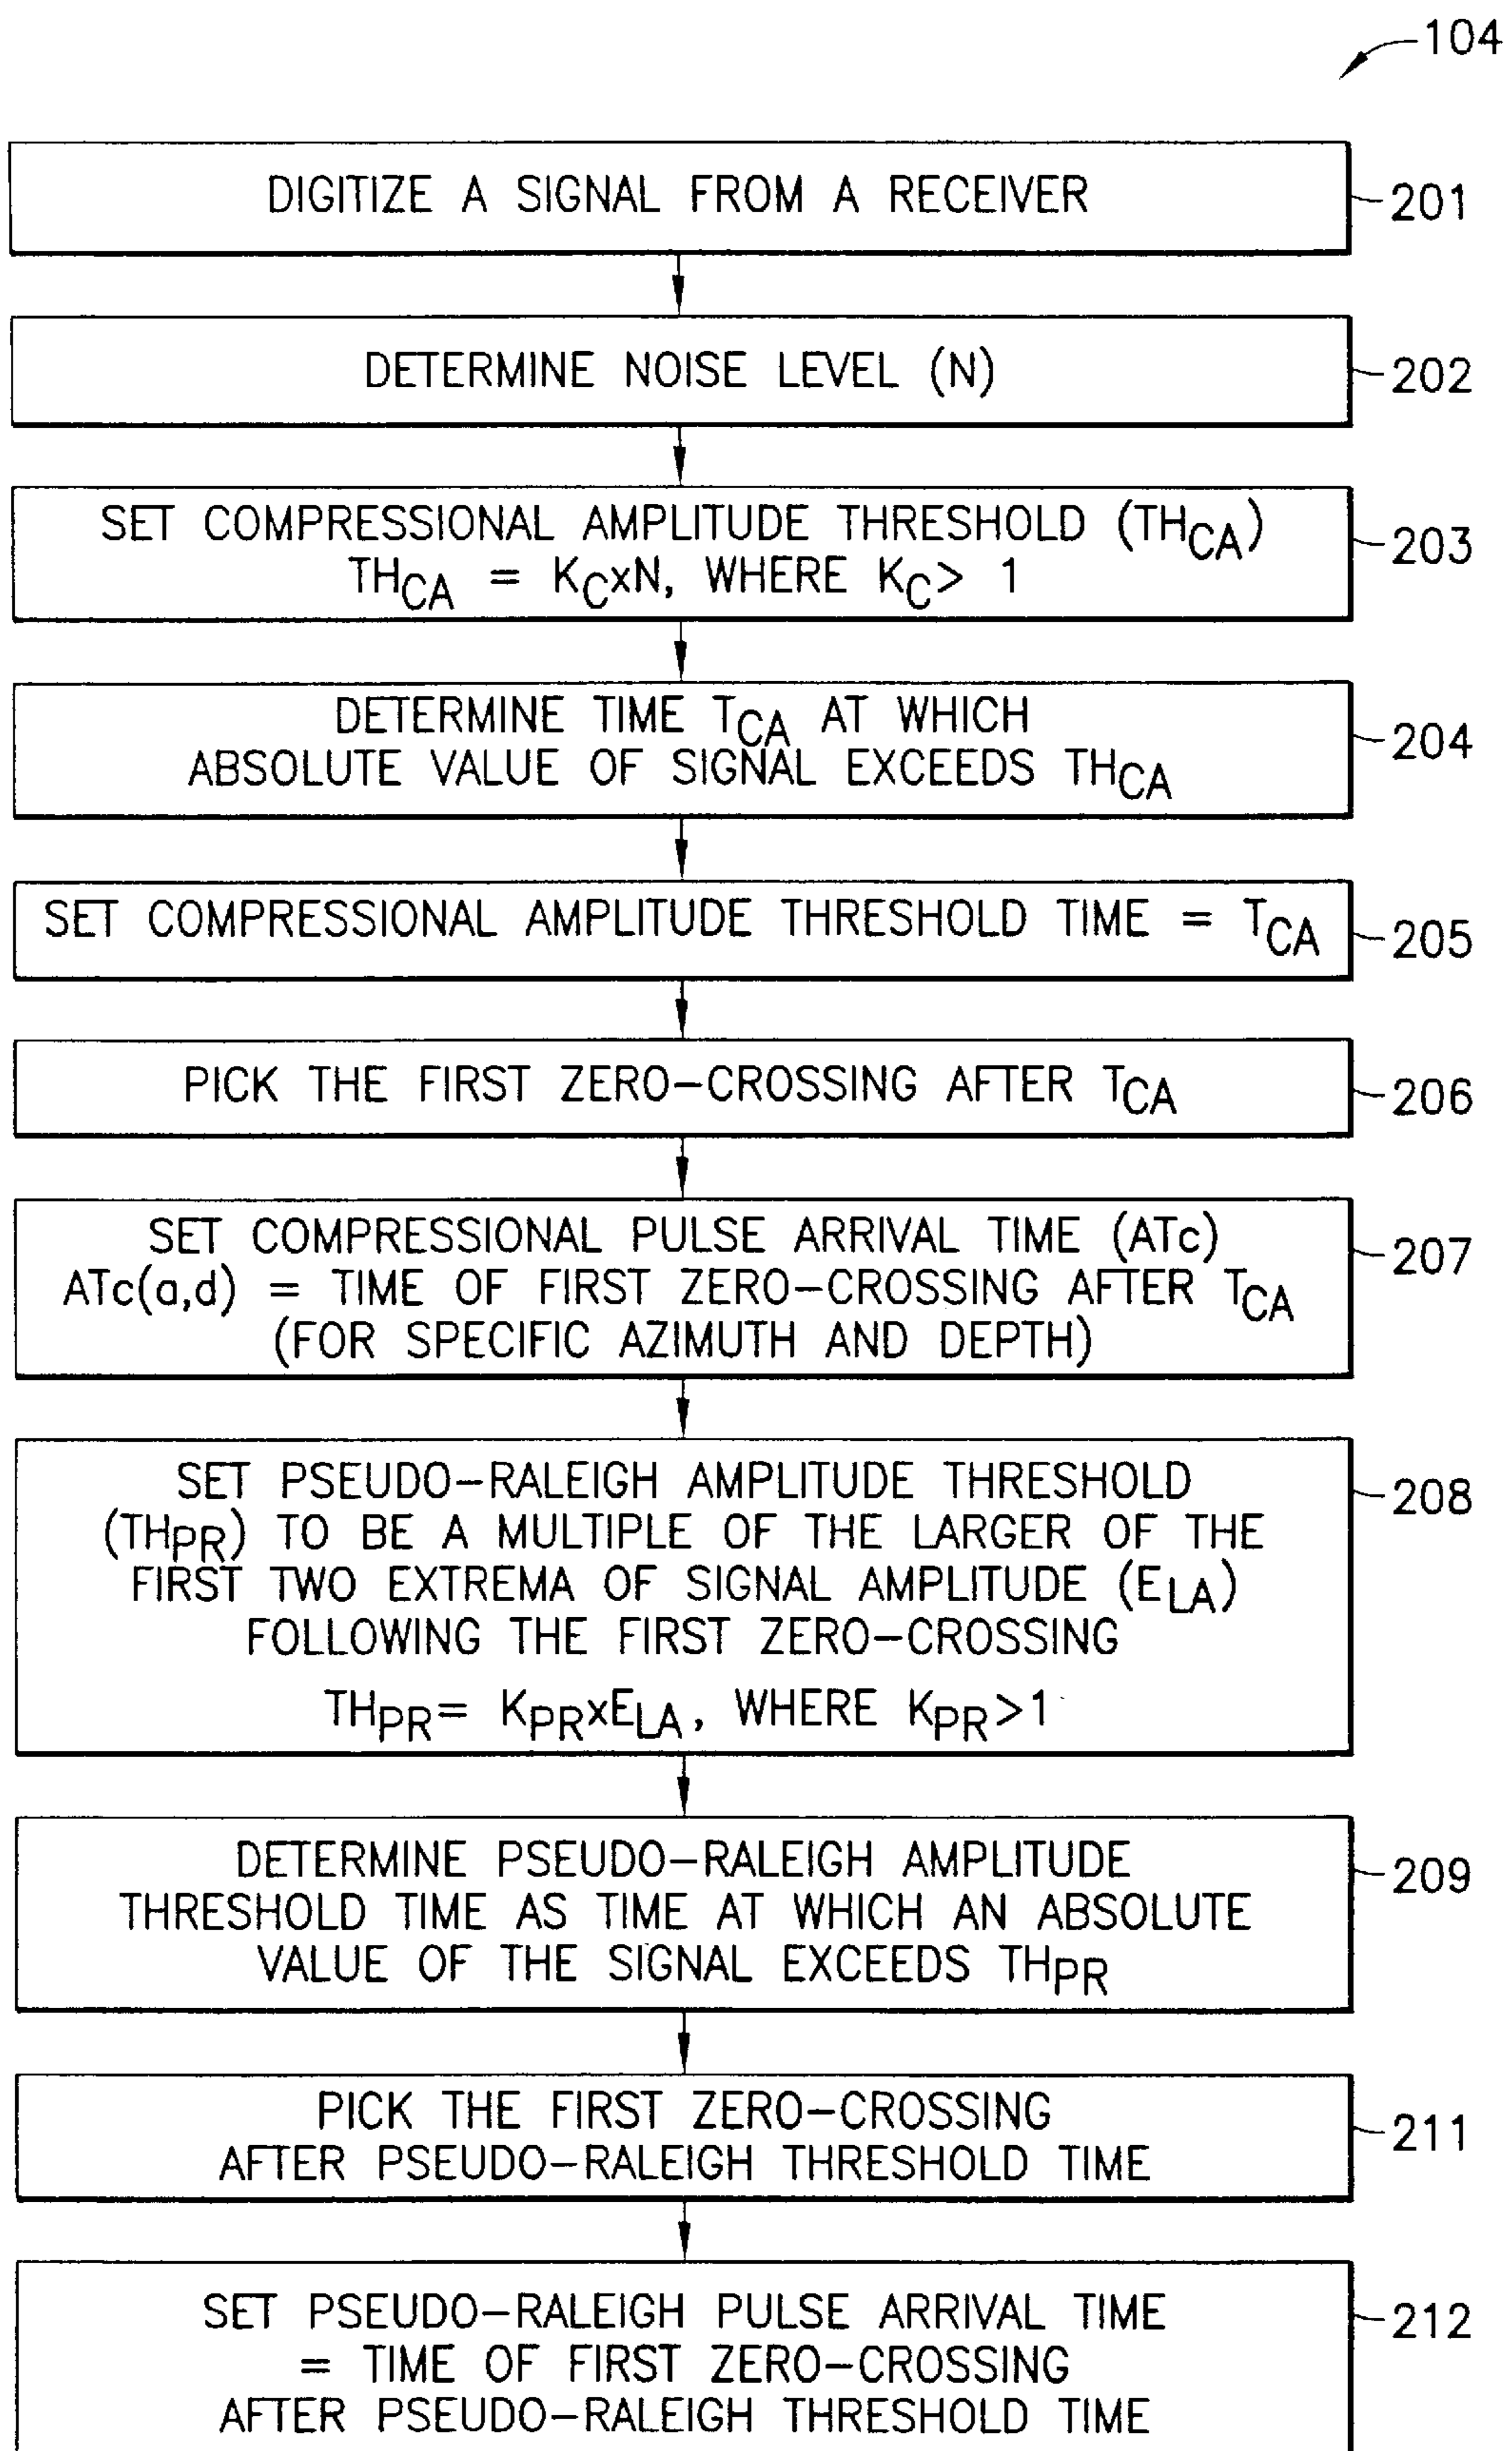 104
DIGITIZE A SIGNAL FROM A RECEIVER
201
DETERMINE NOISE LEVEL (N)
202
SET COMPRESSIONAL AMPLITUDE THRESHOLD (THCA)
THCA = KCxN, WHERE KC> 1
203
DETERMINE TIME TCA AT WHICH
ABSOLUTE VALUE OF SIGNAL EXCEEDS THCA
204
SET COMPRESSIONAL AMPLITUDE THRESHOLD TIME = TCA
205
PICK THE FIRST ZERO-CROSSING AFTER TCA
206
SET COMPRESSIONAL PULSE ARRIVAL TIME (ATc)
ATc(a,d) = TIME OF FIRST ZERO-CROSSING AFTER TCA
(FOR SPECIFIC AZIMUTH AND DEPTH)
207
SET PSEUDO-RALEIGH AMPLITUDE THRESHOLD
(THPR) TO BE A MULTIPLE OF THE LARGER OF THE
FIRST TWO EXTREMA OF SIGNAL AMPLITUDE (ELA)
FOLLOWING THE FIRST ZERO-CROSSING
THPR= KPRxELA, WHERE KPR>1
208
DETERMINE PSEUDO-RALEIGH AMPLITUDE
THRESHOLD TIME AS TIME AT WHICH AN ABSOLUTE
VALUE OF THE SIGNAL EXCEEDS THPR
209
PICK THE FIRST ZERO-CROSSING
AFTER PSEUDO-RALEIGH THRESHOLD TIME
211
SET PSEUDO-RALEIGH PULSE ARRIVAL TIME
= TIME OF FIRST ZERO-CROSSING
AFTER PSEUDO-RALEIGH THRESHOLD TIME
212